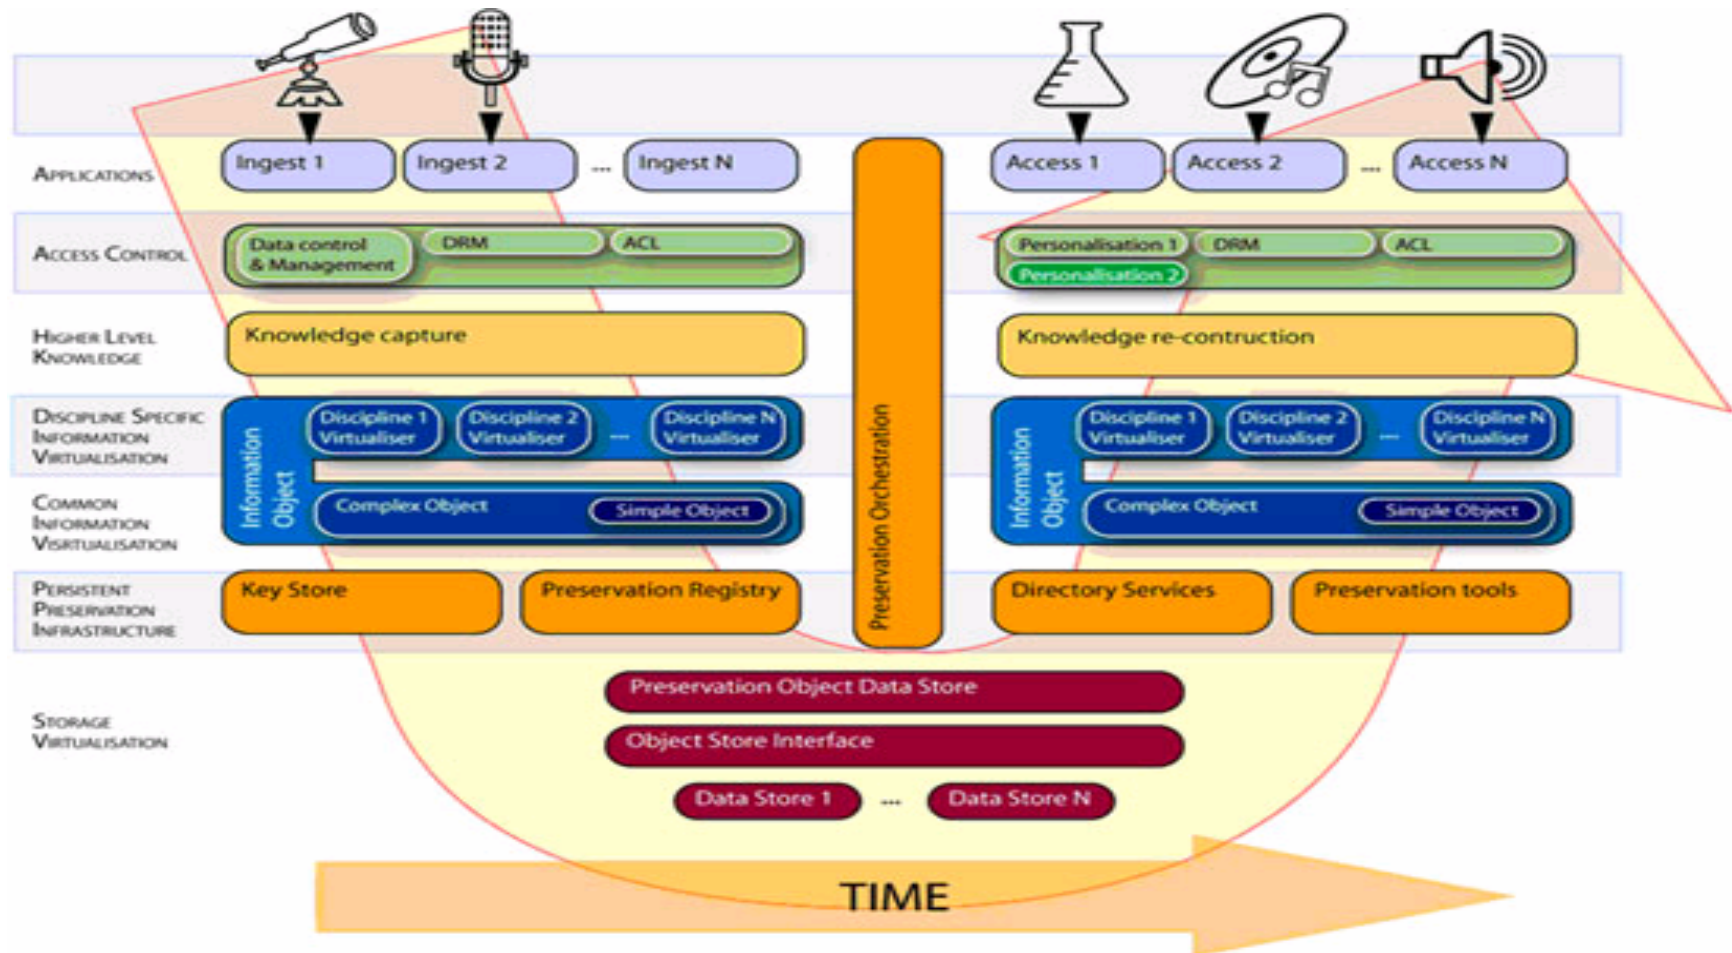 APPLICATIONS
Ingest 1
Ingest 2
...
Ingest N
Access 1
Access 2
...
Access N
ACCESS CONTROL
Data control
& Management
DRM
ACL
Personalisation 1
Personalisation 2
DRM
ACL
HIGHER LEVEL
KNOWLEDGE
Knowledge capture
Knowledge re-contruction
DISCIPLINE SPECIFIC
INFORMATION
VIRTUALISATION
Discipline 1
Virtualiser
Discipline 2
Virtualiser
...
Discipline N
Virtualiser
Discipline 1
Virtualiser
Discipline 2
Virtualiser
...
Discipline N
Virtualiser
Information
Object
Information
Object
COMMON
INFORMATION
VISRTUALISATION
Complex Object
Simple Object
Complex Object
Simple Object
Preservation Orchestration
PERSISTENT
PRESERVATION
INFRASTRUCTURE
Key Store
Preservation Registry
Directory Services
Preservation tools
STORAGE
VIRTUALISATION
Preservation Object Data Store
Object Store Interface
Data Store 1
...
Data Store N
TIME